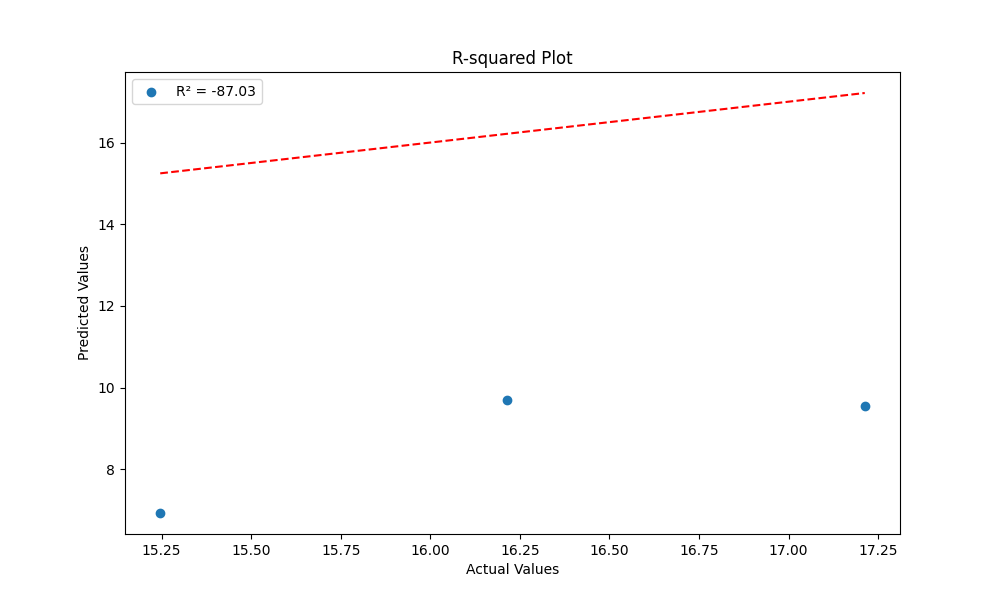 R-squared Plot
R² = -87.03
Predicted Values
16
14
12
10
8
15.25 15.50 15.75 16.00 16.25 16.50 16.75 17.00 17.25
Actual Values